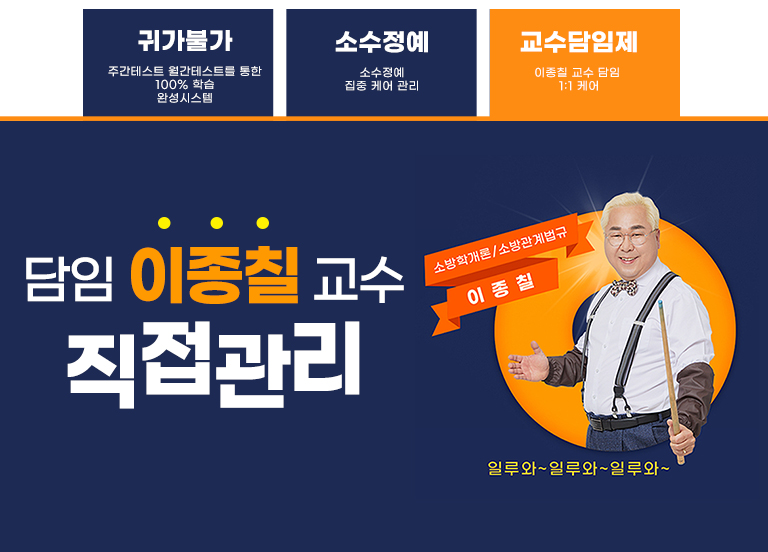 귀가불가
주간테스트 월간테스트를 통한
100% 학습
완성시스템
소수정예
소수정예
집중 케어 관리
교수담임제
이종칠 교수 담임
1:1 케어
담임 이종칠 교수
직접관리
소방학개론/소방관계법규
이종칠
일루와~일루와~일루와~